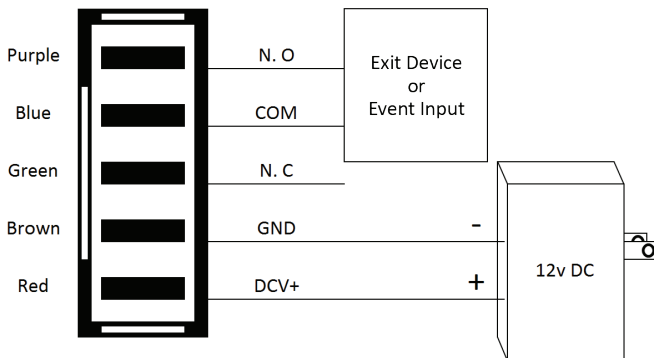 Purple N. O
Exit Device
or
Event Input
Blue COM
Green N. C
Brown GND -
Red DCV+ +
12v DC